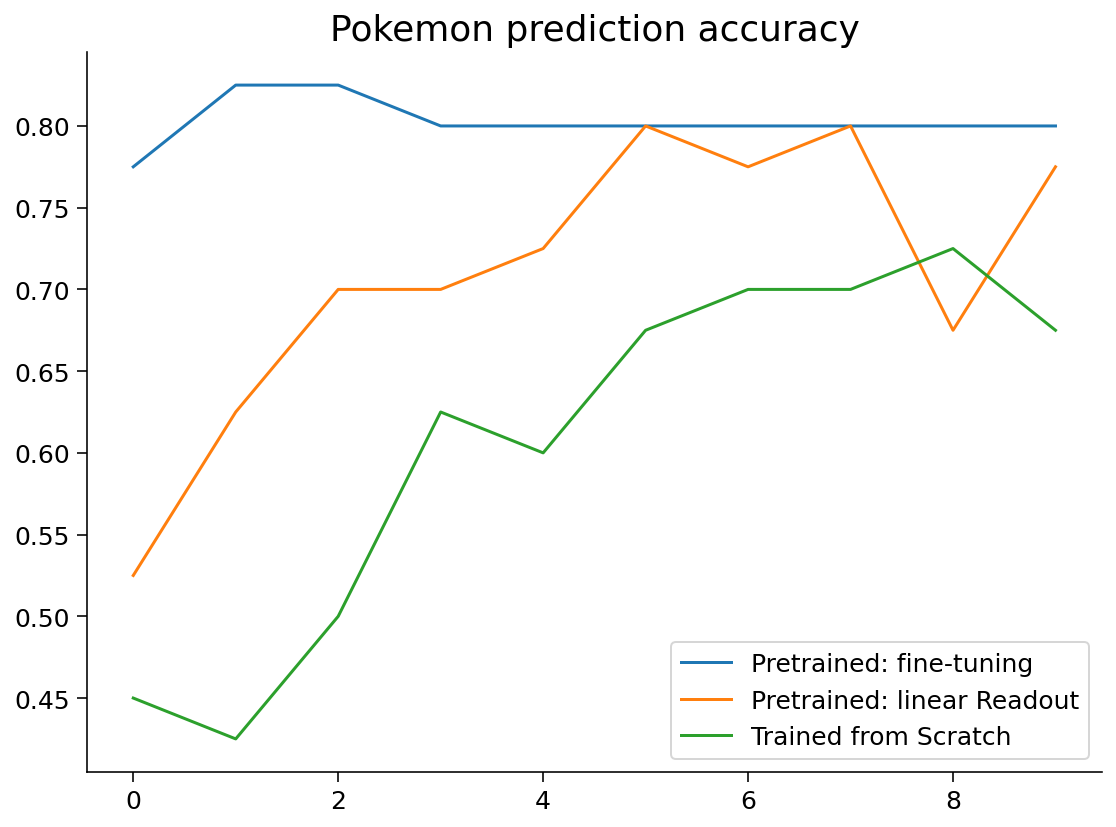 Pokemon prediction accuracy
0.80
0.75
0.70
0.65
0.60
0.55
0.50
0.45
Pretrained: fine-tuning
Pretrained: linear Readout
Trained from Scratch
0 2 4 6 8